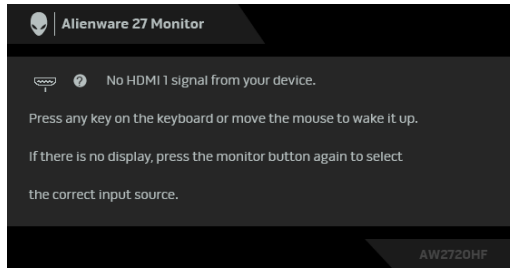 Alienware 27 Monitor
? No HDMI 1 signal from your device.
Press any key on the keyboard or move the mouse to wake it up.
If there is no display, press the monitor button again to select
the correct input source.
AW2720HF